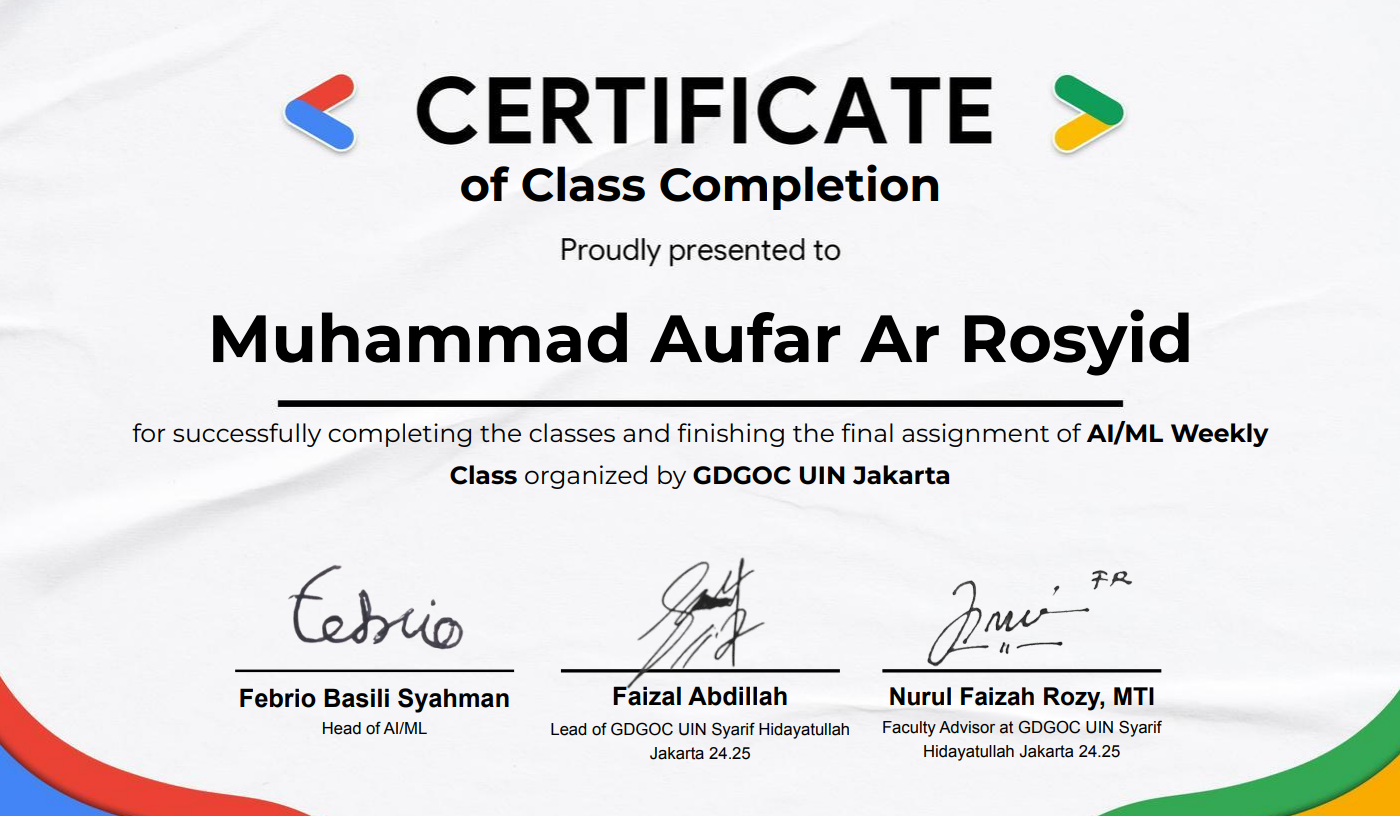 CERTIFICATE
of Class Completion
Proudly presented to
Muhammad Aufar Ar Rosyid
for successfully completing the classes and finishing the final assignment of AI/ML Weekly
Class organized by GDGOC UIN Jakarta
Febrio
FR
Febrio Basili Syahman
Head of AI/ML
Faizal Abdillah
Lead of GDGOC UIN Syarif Hidayatullah
Jakarta 24.25
Nurul Faizah Rozy, MTI
Faculty Advisor at GDGOC UIN Syarif
Hidayatullah Jakarta 24.25